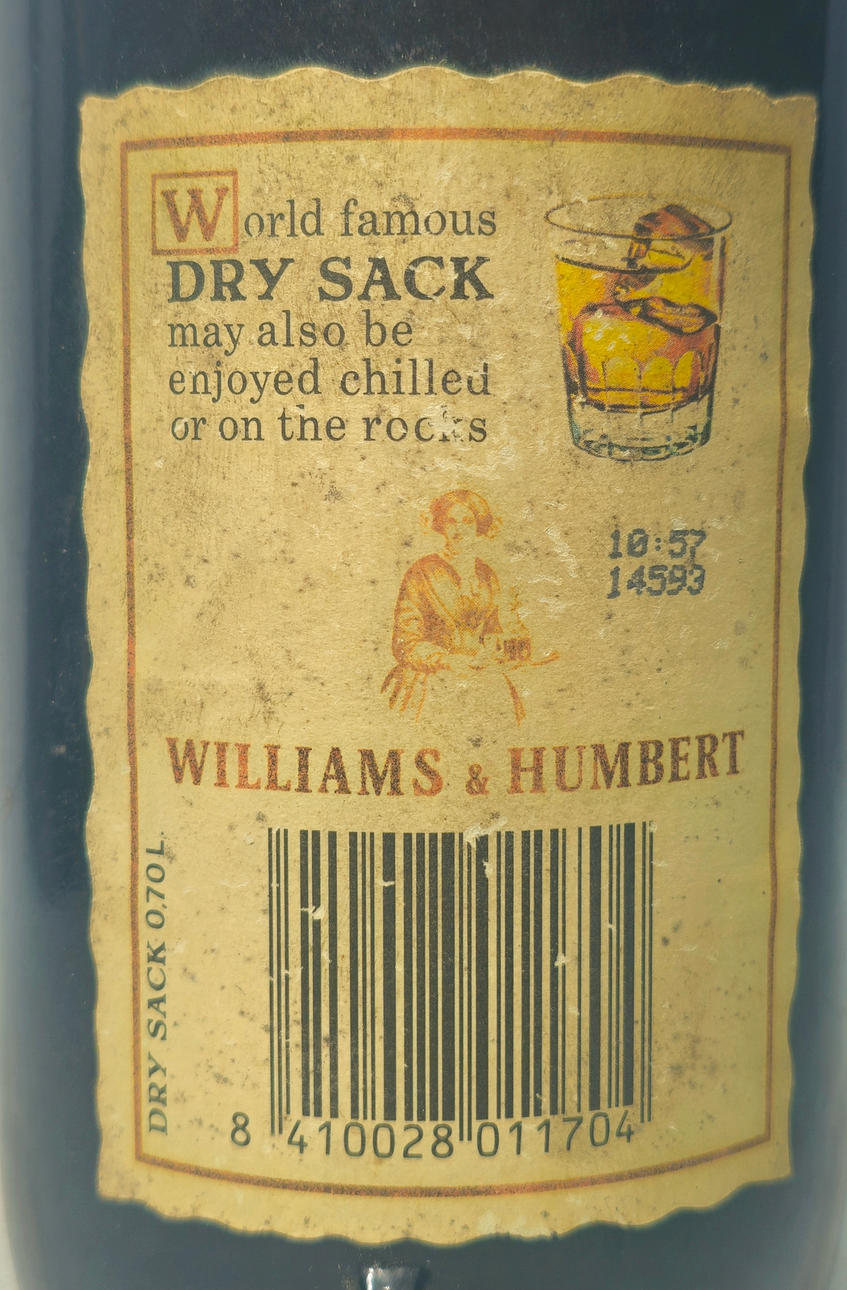 World famous
DRY SACK
may also be
enjoyed chilled
or on the rocks
10:57
14593
WILLIAMS & HUMBERT
DRY SACK 0,70 L.
8 410028 011704